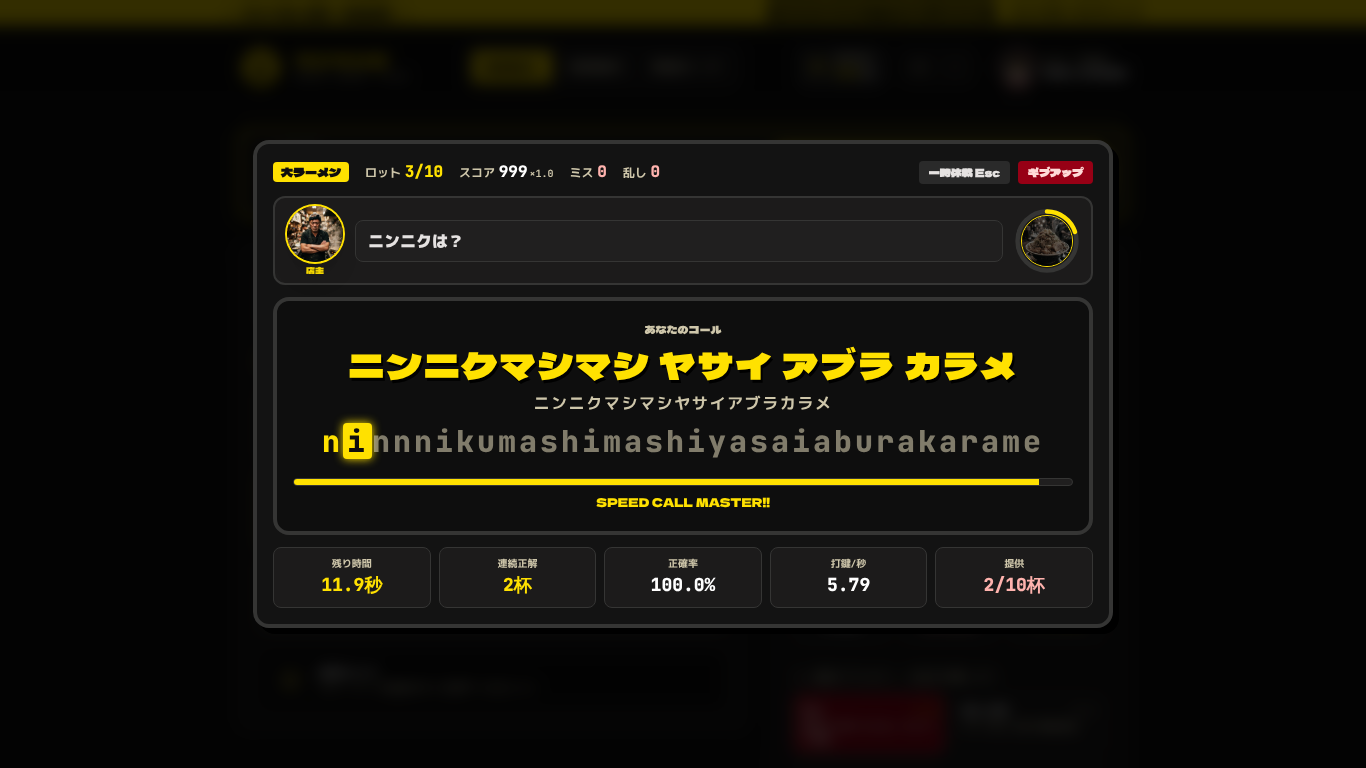 大ラーメン ロット 3/10 スコア 999 ×1.0 ミス 0 乱し 0 一時休載 Esc ギブアップ
ニンニクは？
店主
あなたのコール
ニンニクマシマシ ヤサイ アブラ カラメ
ニンニクマシマシヤサイアブラカラメ
ninnnikumashimashiyasaiaburakarame
SPEED CALL MASTER!!
残り時間 連続正解 正確率 打鍵/秒 提供
11.9秒 2杯 100.0% 5.79 2/10杯